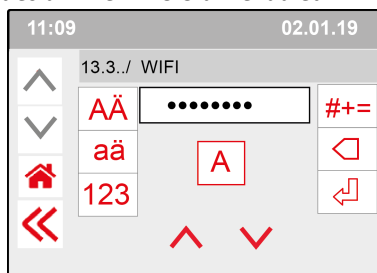 11:09 02.01.19
13.3../ WIFI
AÄ •••••••• #+=
aä A
123